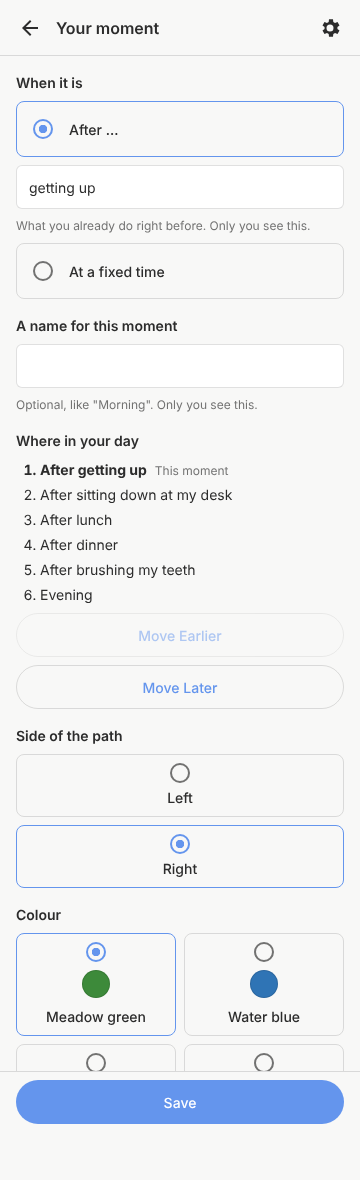 Your moment
When it is
After ...
getting up
What you already do right before. Only you see this.
At a fixed time
A name for this moment
Optional, like "Morning". Only you see this.
Where in your day
1. After getting up This moment
2. After sitting down at my desk
3. After lunch
4. After dinner
5. After brushing my teeth
6. Evening
Move Earlier
Move Later
Side of the path
Left
Right
Colour
Meadow green
Water blue
Save